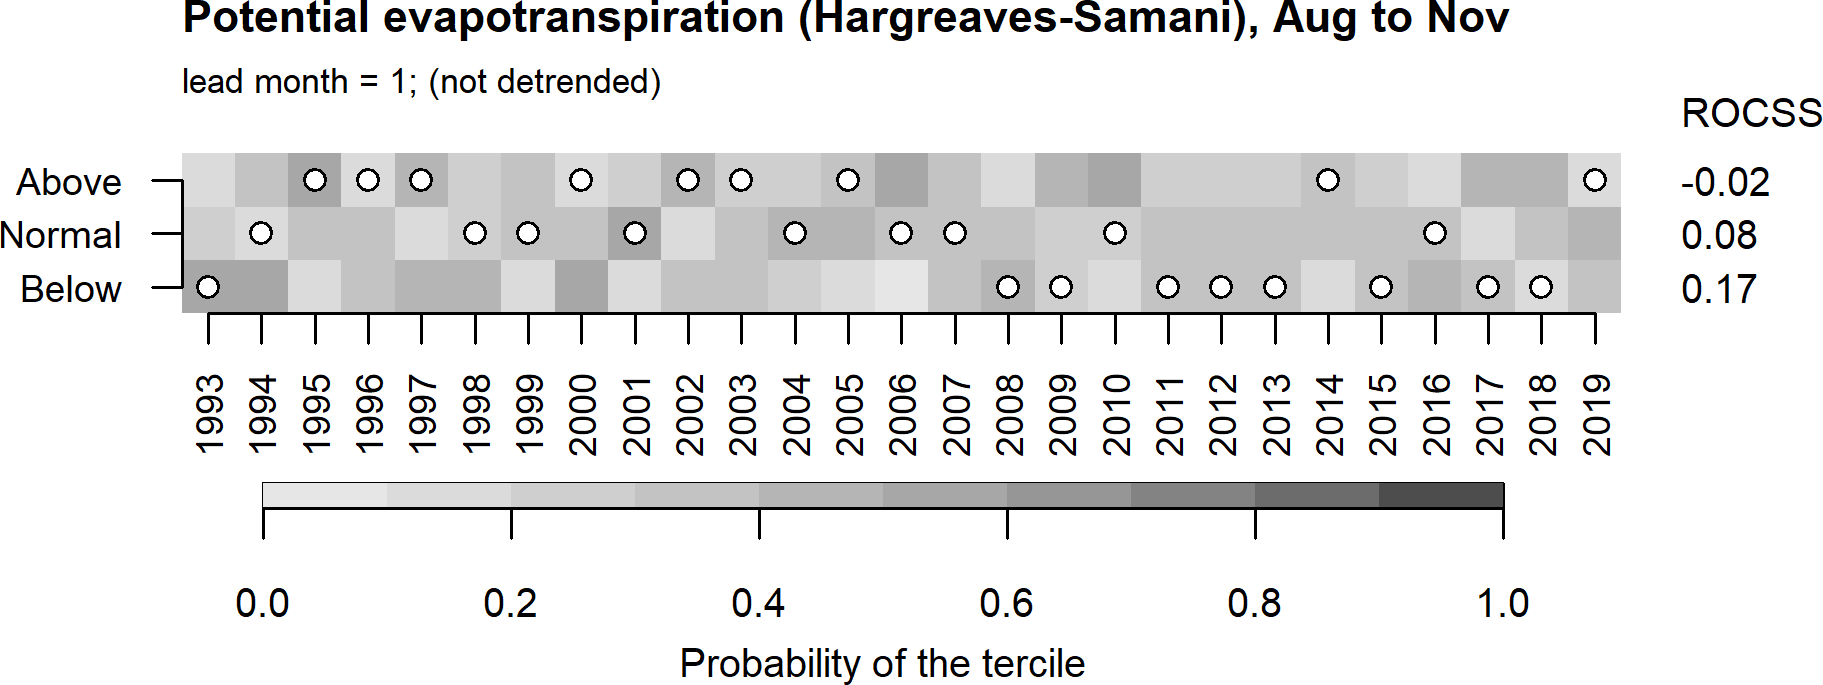 Potential evapotranspiration (Hargreaves-Samani), Aug to Nov
lead month = 1; (not detrended)
ROCSS
Above -0.02
Normal 0.08
Below 0.17
1993 1994 1995 1996 1997 1998 1999 2000 2001 2002 2003 2004 2005 2006 2007 2008 2009 2010 2011 2012 2013 2014 2015 2016 2017 2018 2019
0.0 0.2 0.4 0.6 0.8 1.0
Probability of the tercile